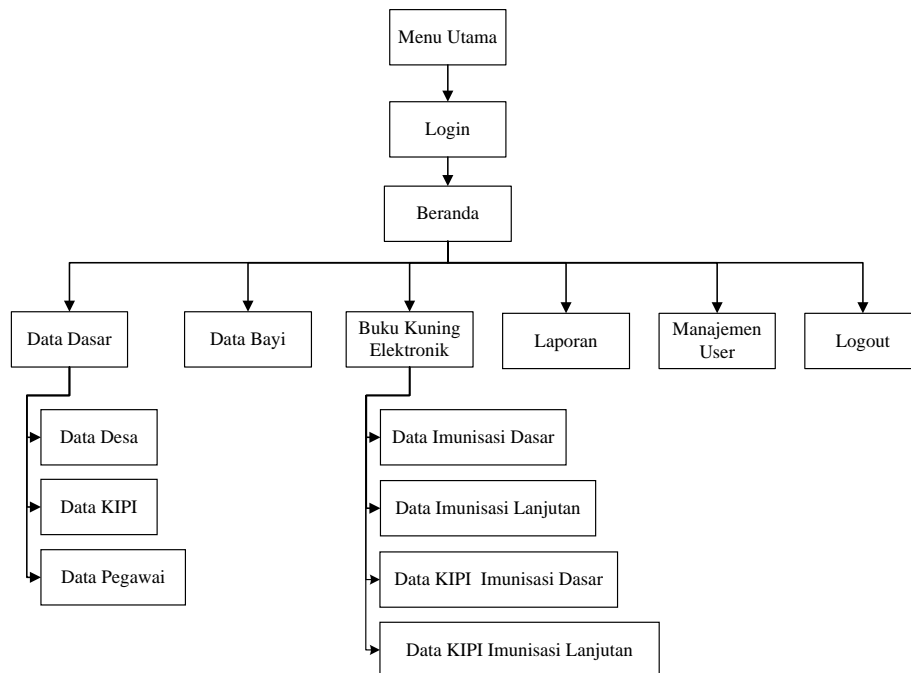 Menu Utama
Login
Beranda
Data Dasar
Data Bayi
Buku Kuning
Elektronik
Laporan
Manajemen
User
Logout
Data Desa
Data KIPI
Data Pegawai
Data Imunisasi Dasar
Data Imunisasi Lanjutan
Data KIPI  Imunisasi Dasar
Data KIPI Imunisasi Lanjutan